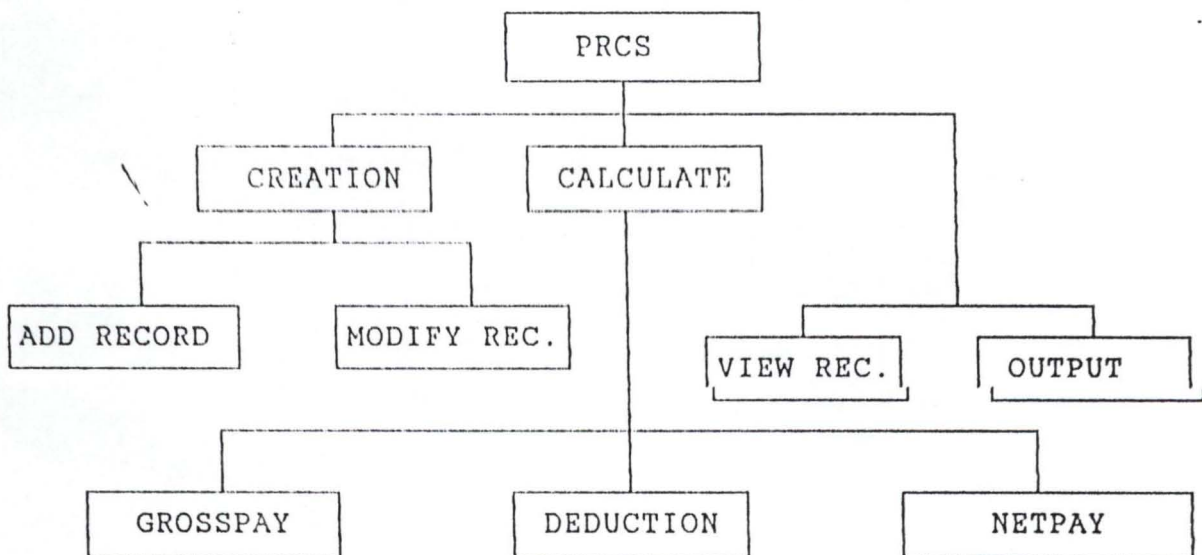 PRCS
CREATION
CALCULATE
ADD RECORD
MODIFY REC.
VIEW REC.
OUTPUT
GROSSPAY
DEDUCTION
NETPAY